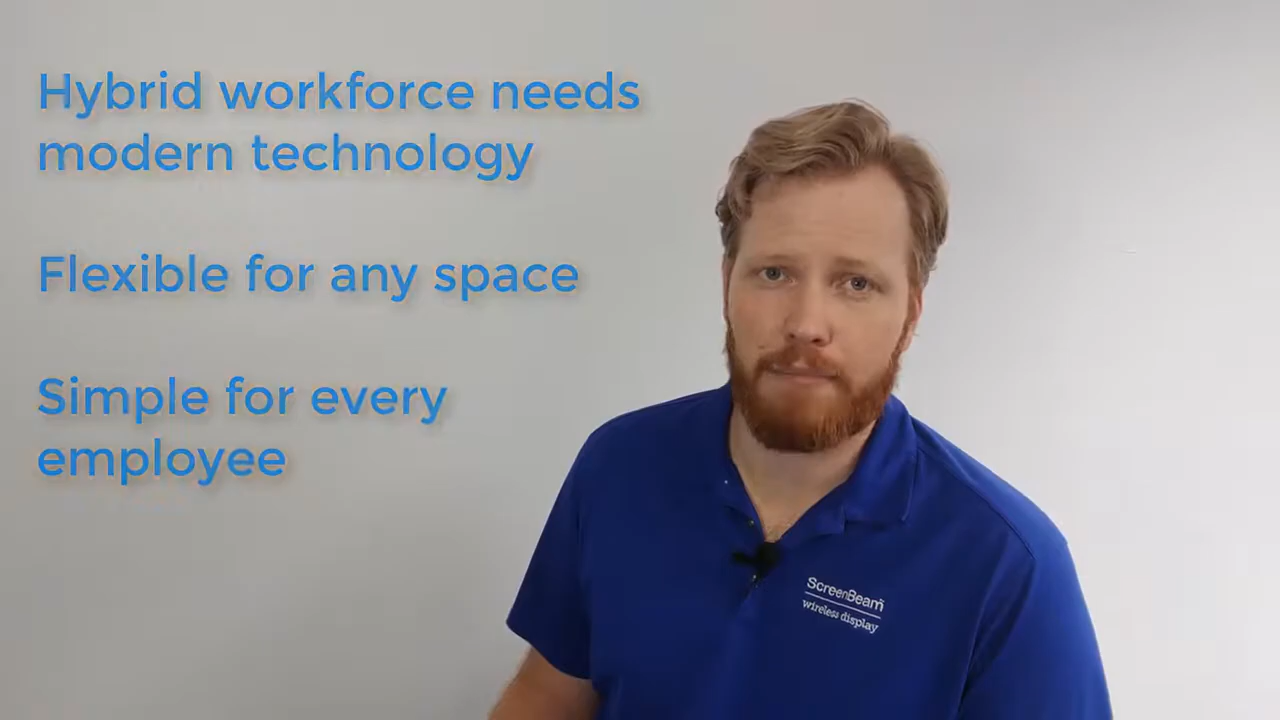 Hybrid workforce needs
modern technology
Flexible for any space
Simple for every
employee
ScreenBeam
wireless display